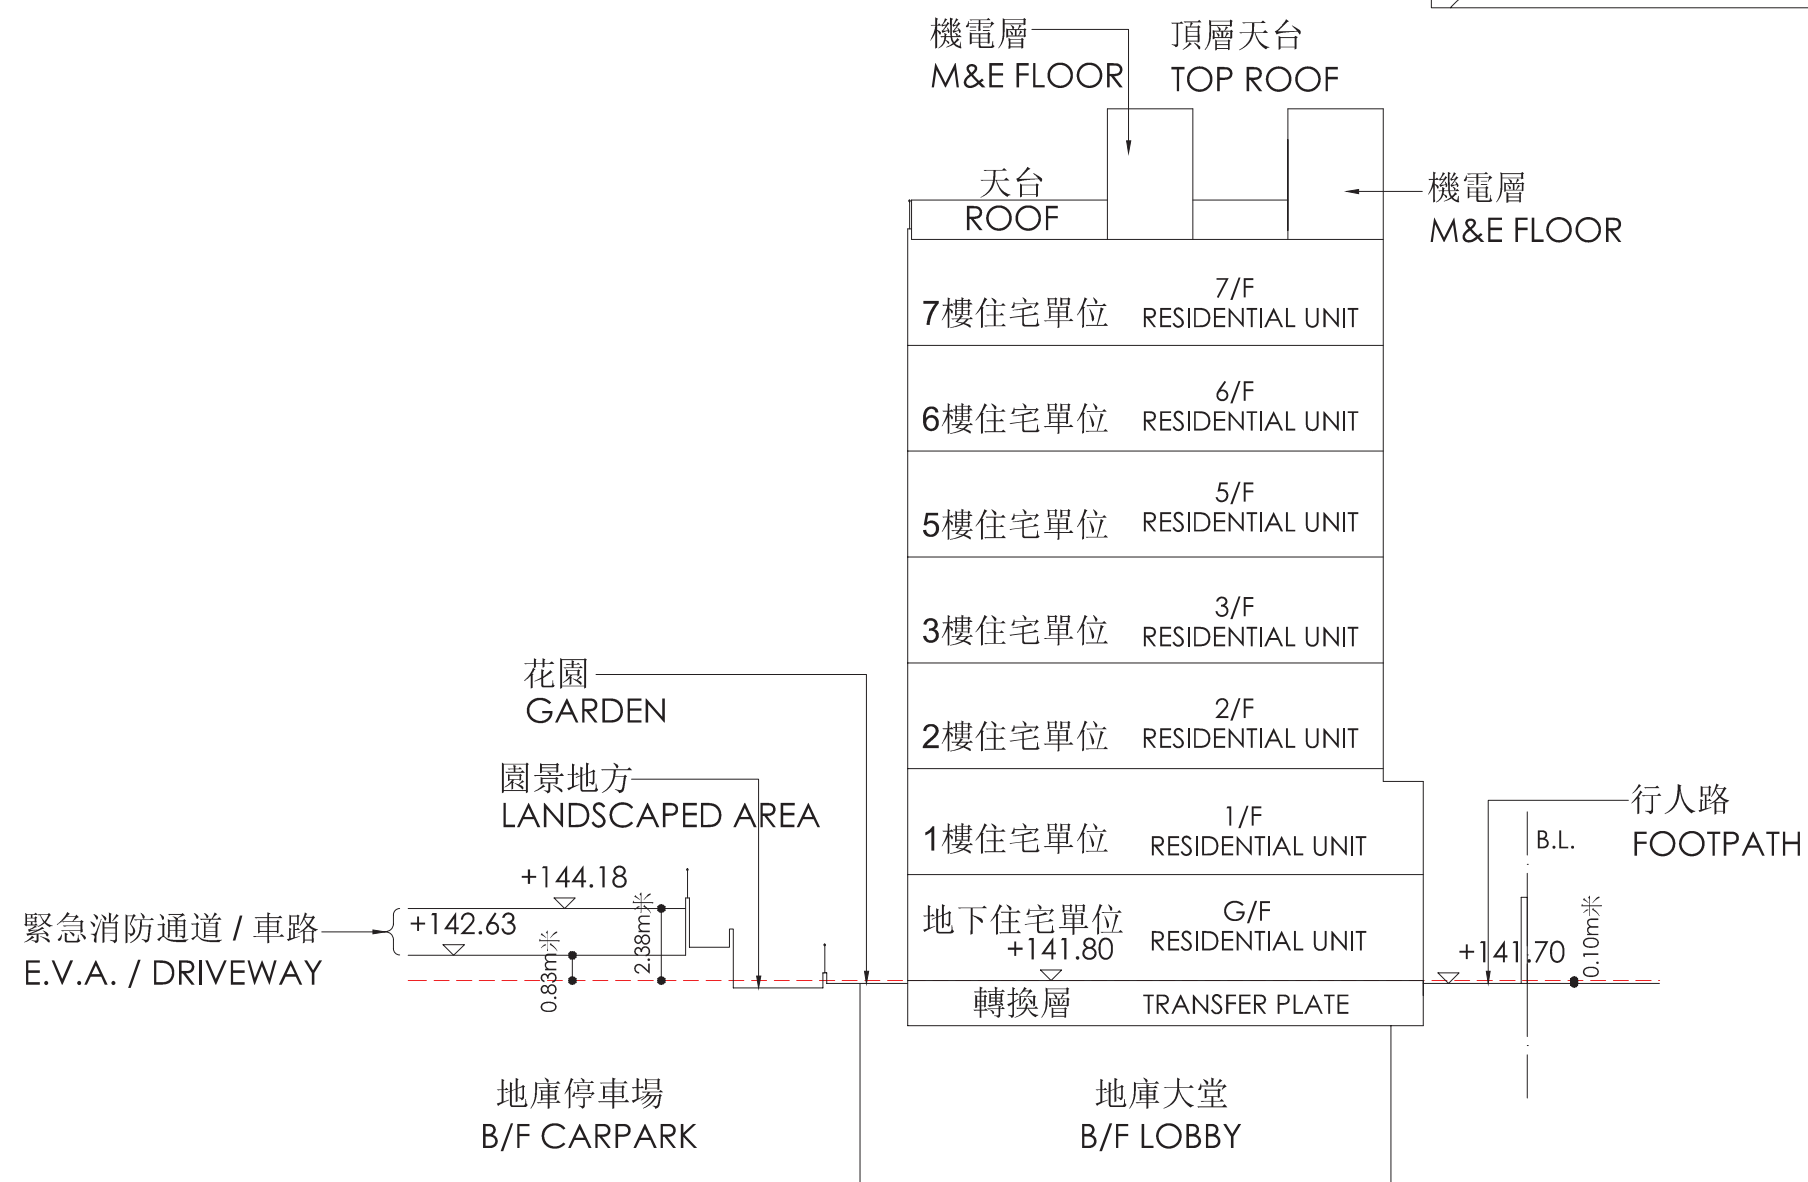 機電層
M&E FLOOR
頂層天台
TOP ROOF
天台
ROOF
機電層
M&E FLOOR
7樓住宅單位
7/F
RESIDENTIAL UNIT
6樓住宅單位
6/F
RESIDENTIAL UNIT
5樓住宅單位
5/F
RESIDENTIAL UNIT
3樓住宅單位
3/F
RESIDENTIAL UNIT
花園
GARDEN
2樓住宅單位
2/F
RESIDENTIAL UNIT
園景地方
LANDSCAPED AREA
1樓住宅單位
1/F
RESIDENTIAL UNIT
行人路
FOOTPATH
B.L.
+144.18
+142.63
緊急消防通道 / 車路
E.V.A. / DRIVEWAY
0.83m米
2.38m米
地下住宅單位
G/F
RESIDENTIAL UNIT
+141.80
+141.70
0.10m米
轉換層
TRANSFER PLATE
地庫停車場
B/F CARPARK
地庫大堂
B/F LOBBY